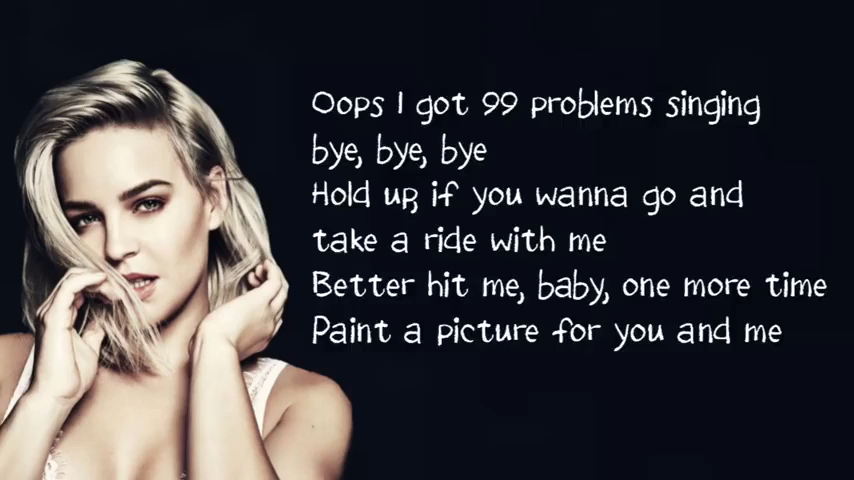 Oops I got 99 problems singing
bye, bye, bye
Hold up, if you wanna go and
take a ride with me
Better hit me, baby, one more time
Paint a picture for you and me